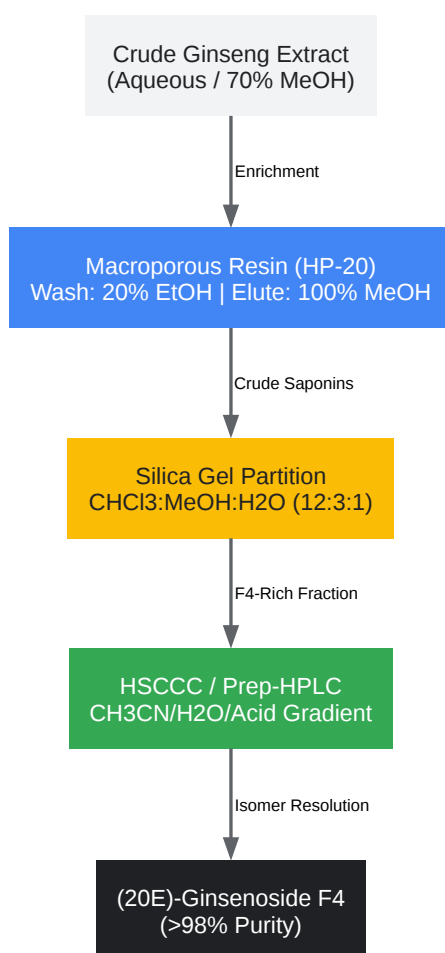 Crude Ginseng Extract
(Aqueous / 70% MeOH)
Enrichment
Macroporous Resin (HP-20)
Wash: 20% EtOH | Elute: 100% MeOH
Crude Saponins
Silica Gel Partition
CHCl3:MeOH:H2O (12:3:1)
F4-Rich Fraction
HSCCC / Prep-HPLC
CH3CN/H2O/Acid Gradient
Isomer Resolution
(20E)-Ginsenoside F4
(>98% Purity)